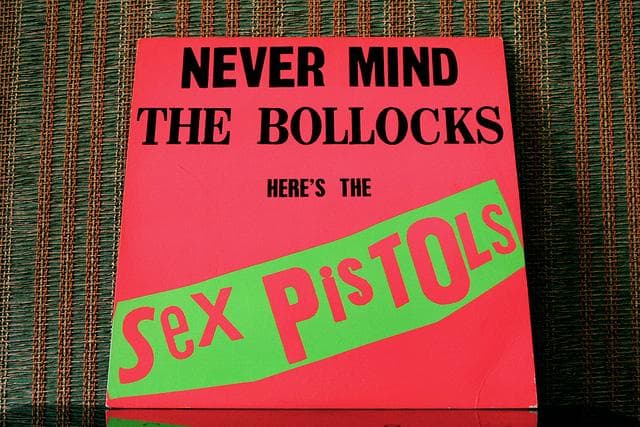 NEVER MIND
THE BOLLOCKS
HERE'S THE
Sex PisTOLS